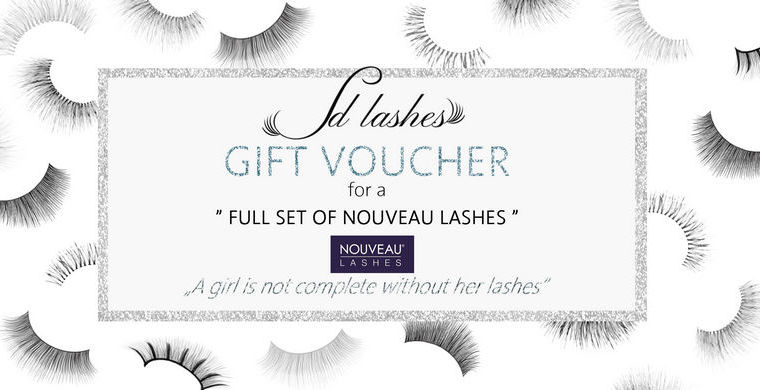 Sd lashes
GIFT VOUCHER
for a
” FULL SET OF NOUVEAU LASHES ”
NOUVEAU®
LASHES
„A girl is not complete without her lashes”